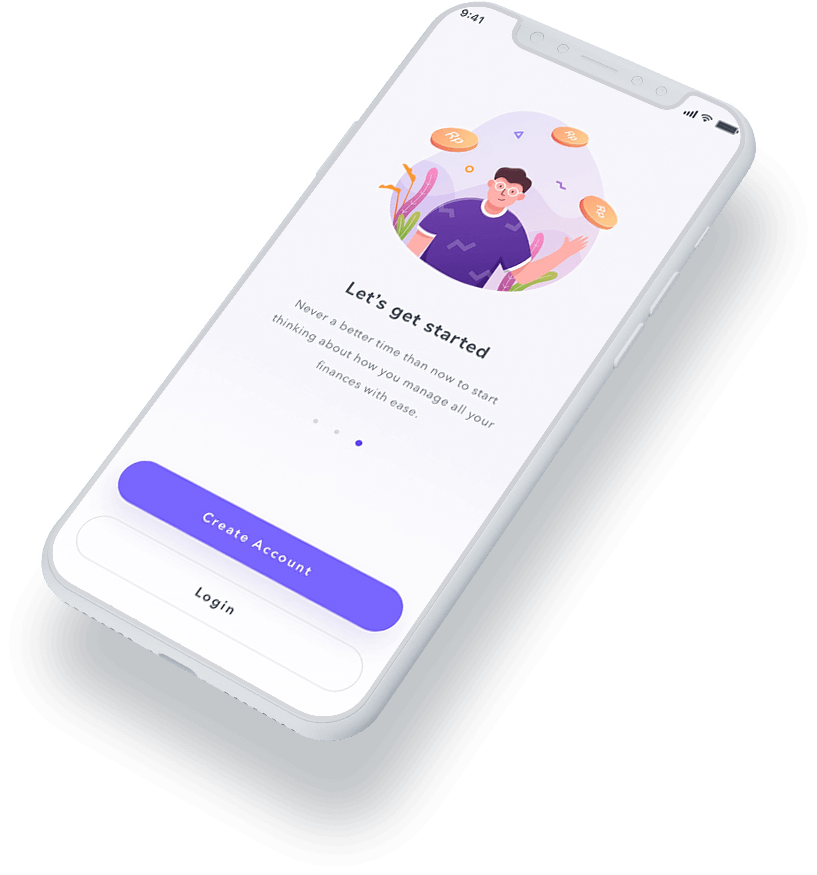 9:41
Rp
Rp
Rp
Let's get started
Never a better time than now to start
thinking about how you manage all your
finances with ease.
Create Account
Login